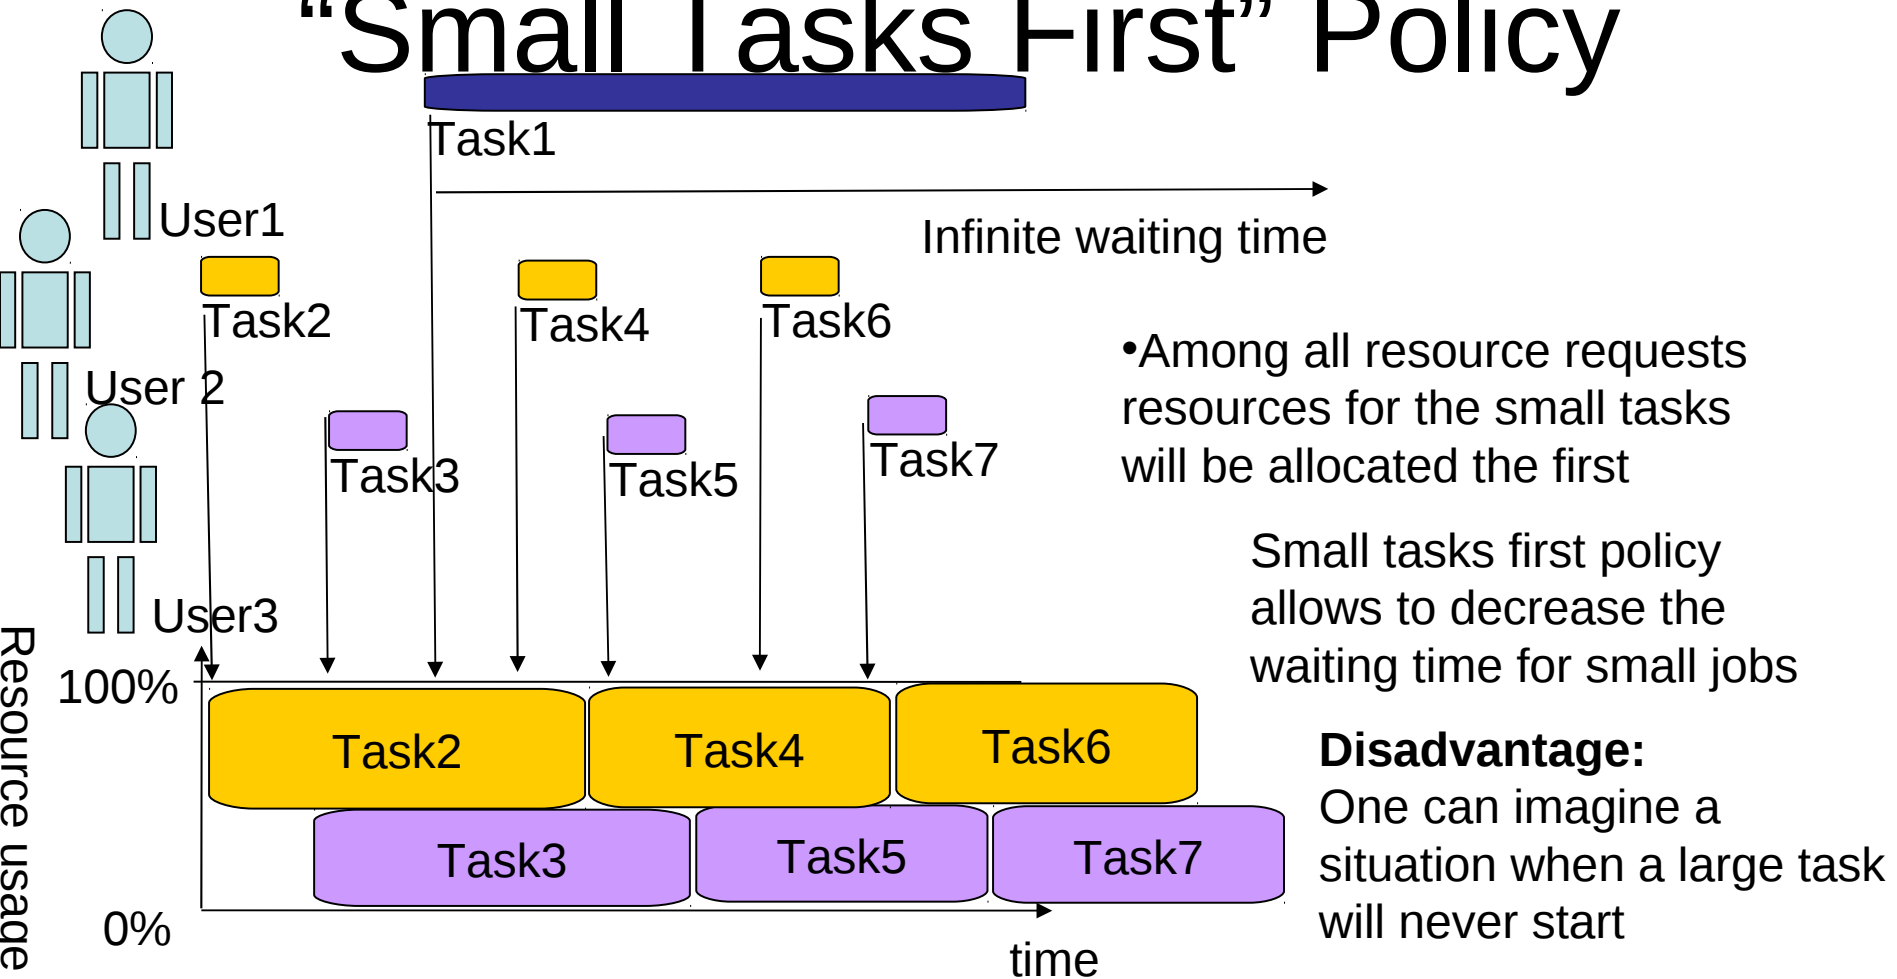 “Small Tasks First” Policy
Task1
User1
Infinite waiting time
Task2
Task4
Task6
User 2
Task3
Task5
Task7
•Among all resource requests
resources for the small tasks
will be allocated the first
Small tasks first policy
allows to decrease the
waiting time for small jobs
User3
Resource usage
100%
Task2
Task4
Task6
Task3
Task5
Task7
0%
time
Disadvantage:
One can imagine a
situation when a large task
will never start